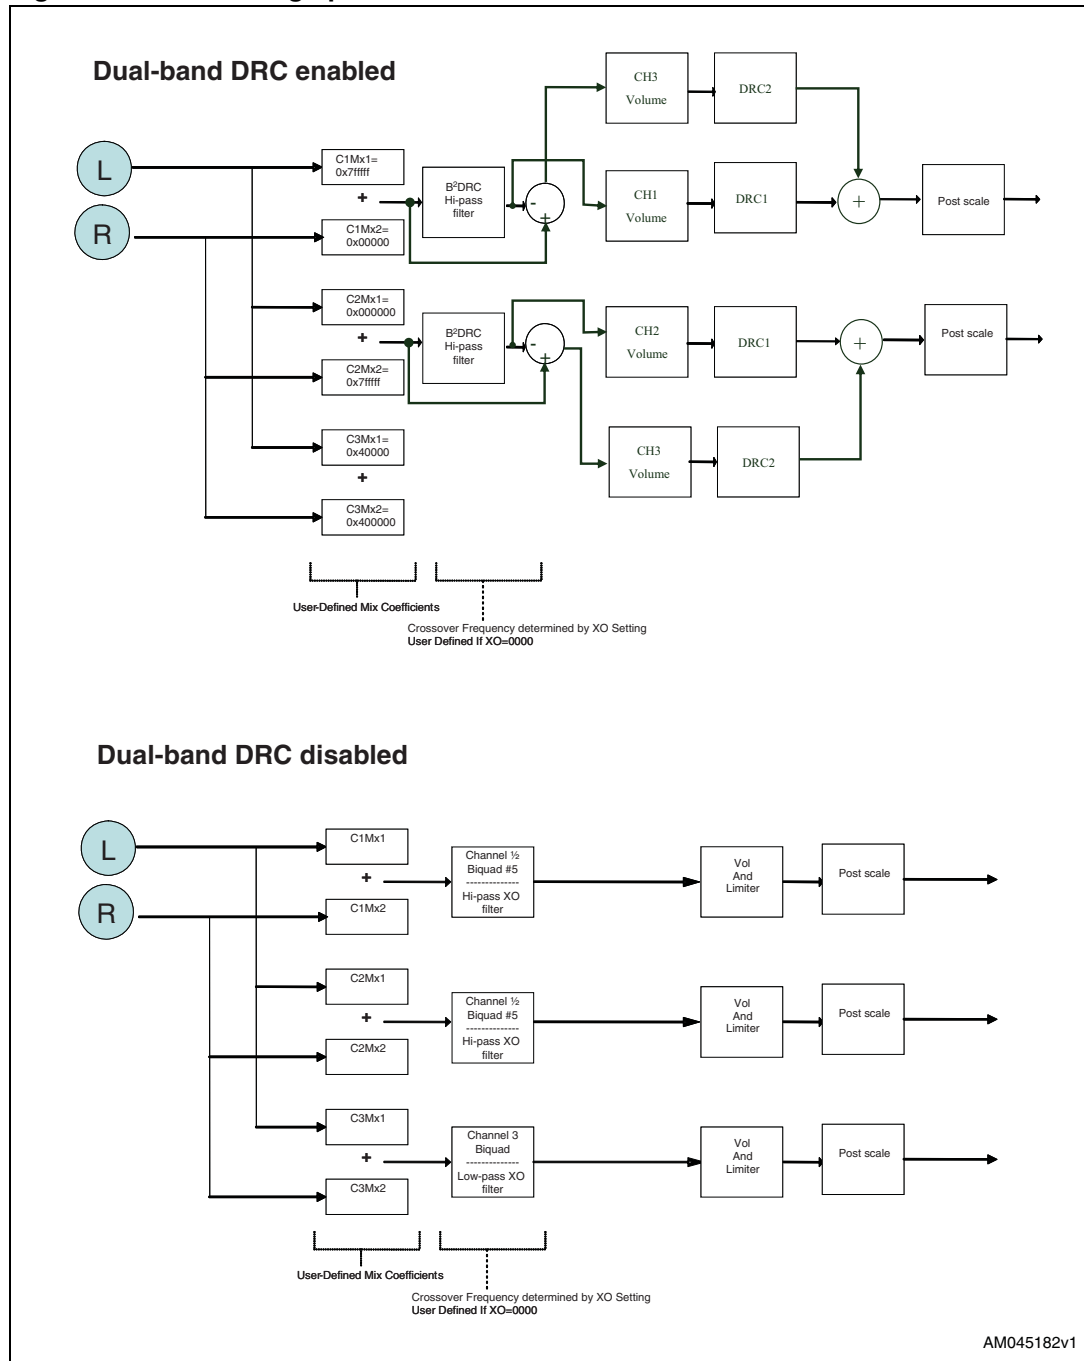 Dual-band DRC enabled
CH3
Volume
DRC2
L
C1Mx1=
0x7fffff
+
B²DRC
Hi-pass
filter
-
+
CH1
Volume
DRC1
+
Post scale
R
C1Mx2=
0x00000
C2Mx1=
0x000000
+
B²DRC
Hi-pass
filter
-
+
CH2
Volume
DRC1
+
Post scale
C2Mx2=
0x7fffff
C3Mx1=
0x40000
+
CH3
Volume
DRC2
C3Mx2=
0x400000
User-Defined Mix Coefficients
Crossover Frequency determined by XO Setting
User Defined If XO=0000
Dual-band DRC disabled
L
C1Mx1
+
Channel ½
Biquad #5
--------------
Hi-pass XO
filter
Vol
And
Limiter
Post scale
R
C1Mx2
C2Mx1
+
Channel ½
Biquad #5
--------------
Hi-pass XO
filter
Vol
And
Limiter
Post scale
C2Mx2
C3Mx1
+
Channel 3
Biquad
--------------
Low-pass XO
filter
Vol
And
Limiter
Post scale
C3Mx2
User-Defined Mix Coefficients
Crossover Frequency determined by XO Setting
User Defined If XO=0000
AM045182v1